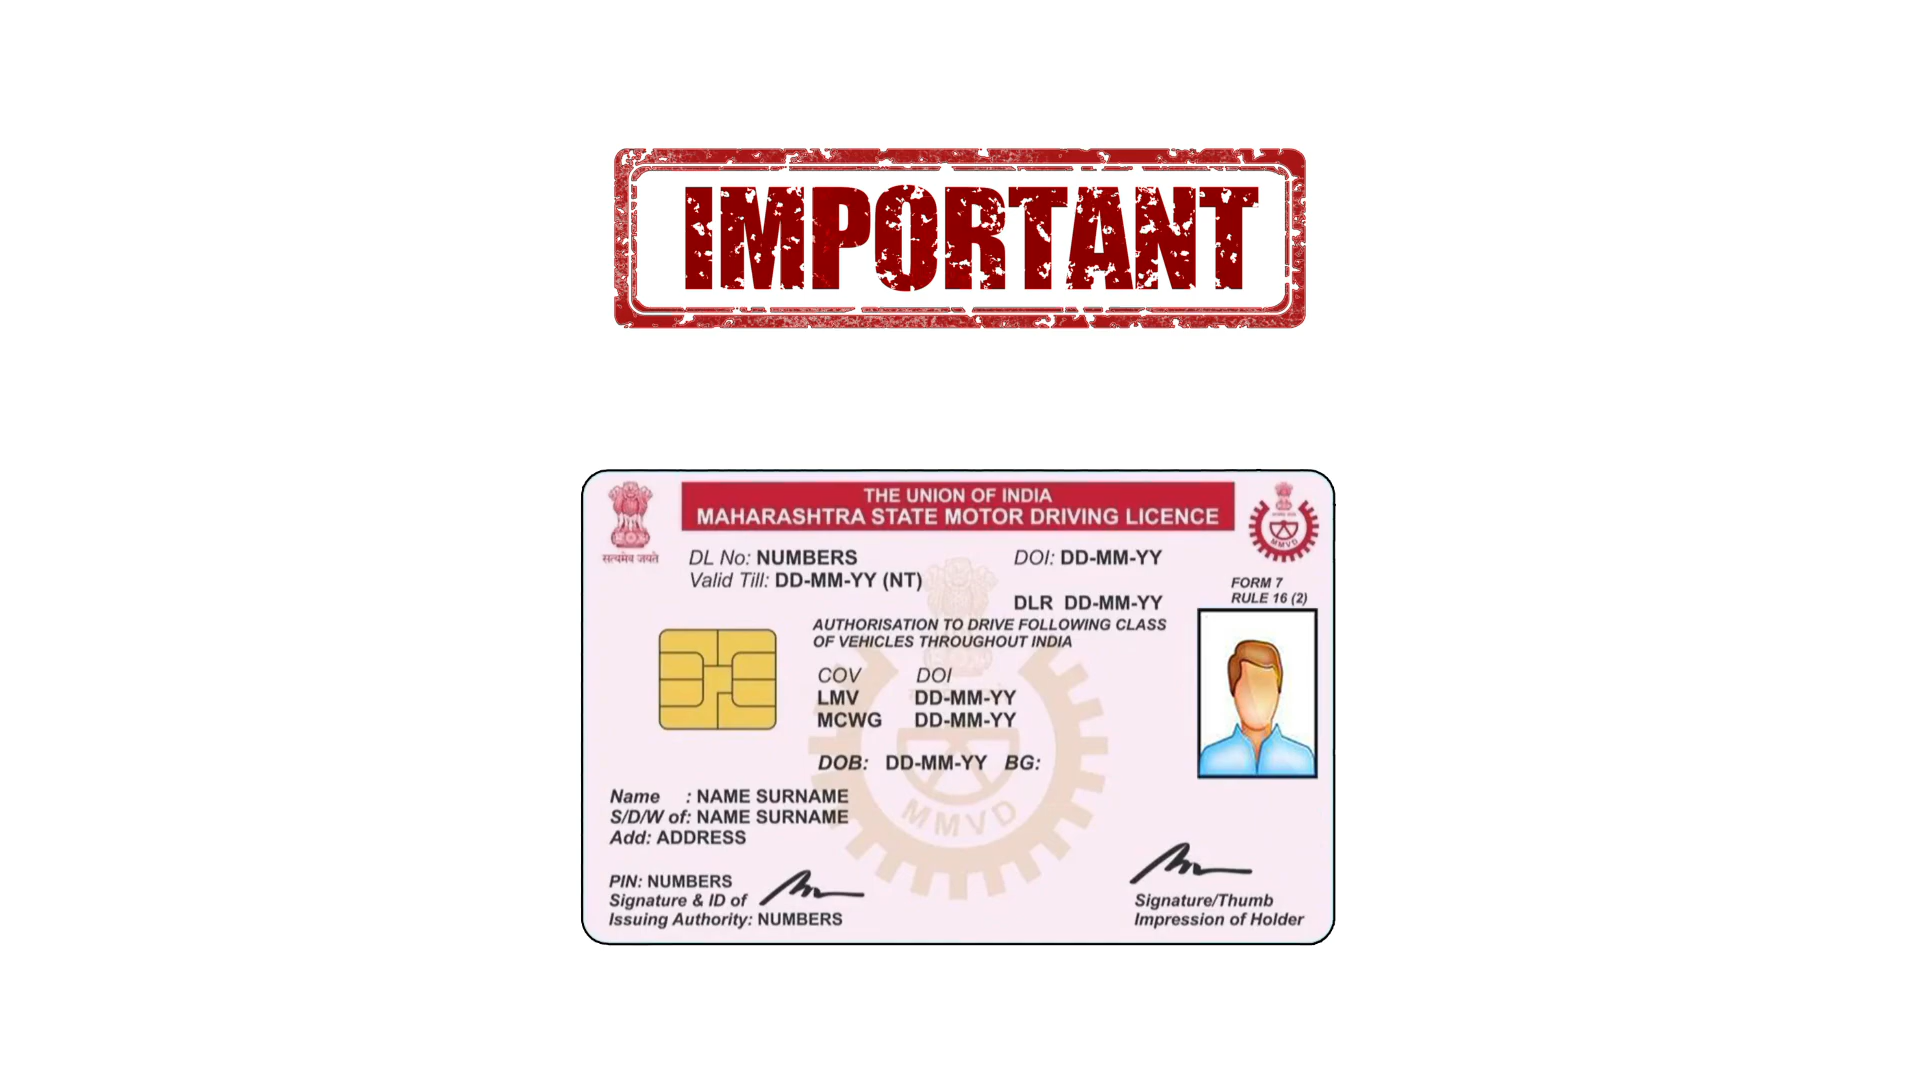 IMPORTANT
THE UNION OF INDIA
MAHARASHTRA STATE MOTOR DRIVING LICENCE
सत्यमेव जयते
MMVD
DL No: NUMBERS
DOI: DD-MM-YY
Valid Till: DD-MM-YY (NT)
FORM 7
RULE 16 (2)
DLR DD-MM-YY
AUTHORISATION TO DRIVE FOLLOWING CLASS
OF VEHICLES THROUGHOUT INDIA
COV DOI
LMV DD-MM-YY
MCWG DD-MM-YY
DOB: DD-MM-YY BG:
Name : NAME SURNAME
S/D/W of: NAME SURNAME
Add: ADDRESS
MMVD
PIN: NUMBERS
Signature & ID of
Issuing Authority: NUMBERS
Signature/Thumb
Impression of Holder